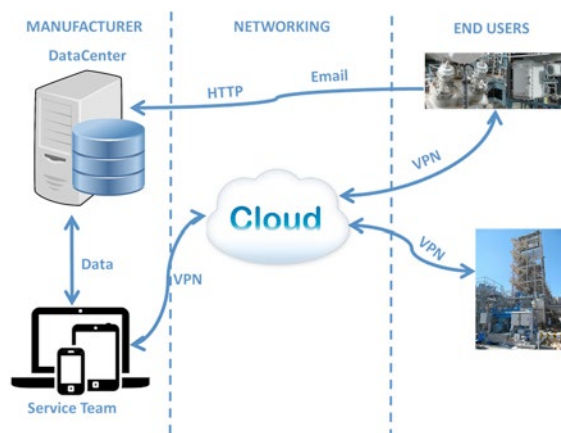 MANUFACTURER
NETWORKING
END USERS
DataCenter
HTTP
Email
VPN
Cloud
VPN
Data
VPN
Service Team